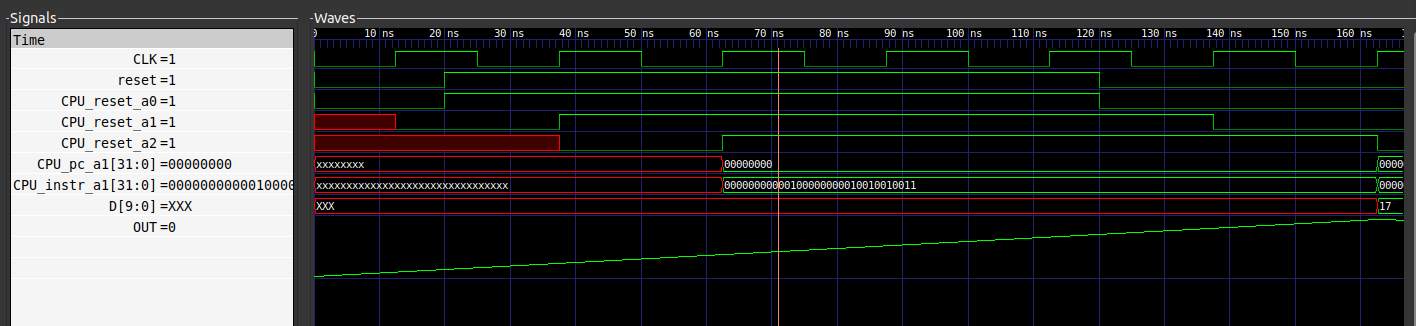 Signals
Waves
Time
0 10 ns 20 ns 30 ns 40 ns 50 ns 60 ns 70 ns 80 ns 90 ns 100 ns 110 ns 120 ns 130 ns 140 ns 150 ns 160 ns
CLK =1
reset =1
CPU_reset_a0 =1
CPU_reset_a1 =1
CPU_reset_a2 =1
CPU_pc_a1[31:0] =00000000 xxxxxxxx 00000000 0000
CPU_instr_a1[31:0] =0000000000010000 xxxxxxxxxxxxxxxxxxxxxxxxxxxxxxxx 00000000000100000000010010010011 0000
D[9:0] =XXX XXX 17
OUT =0